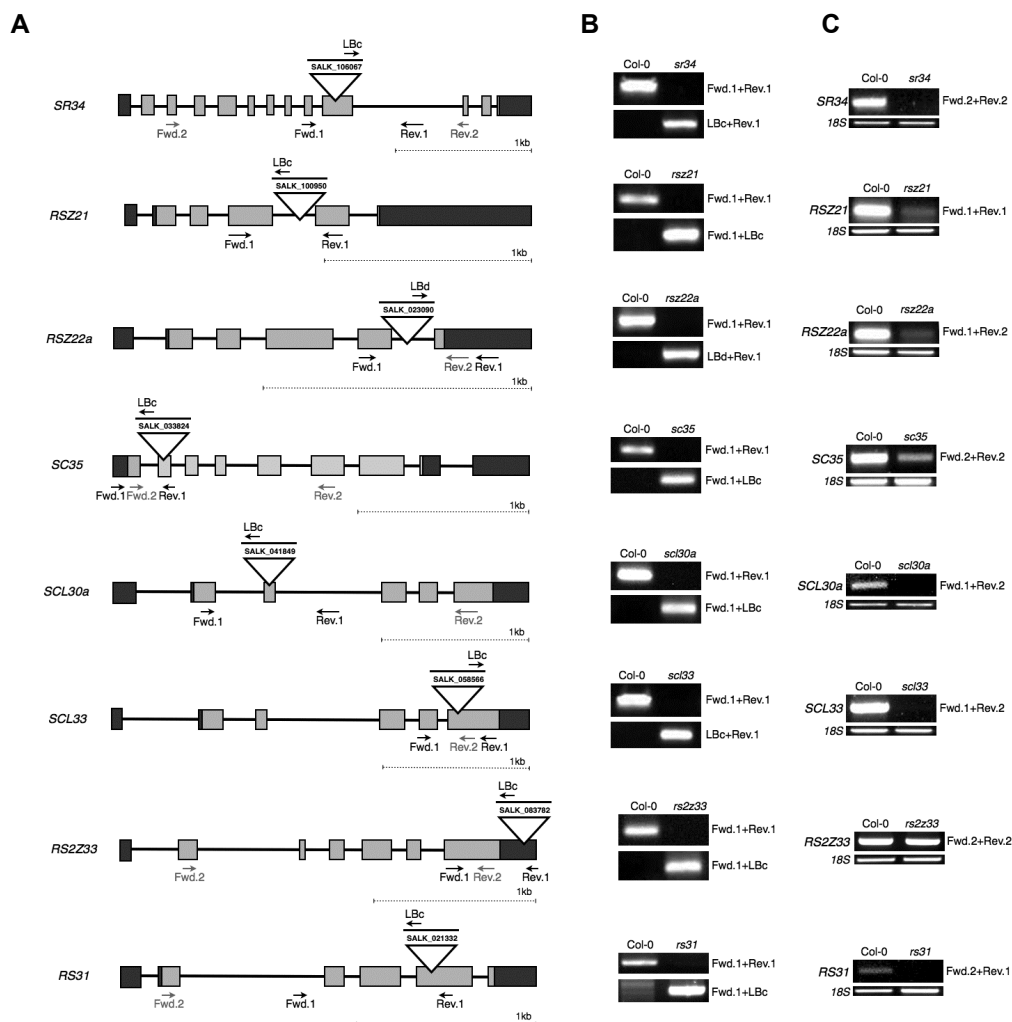 A
B
C
LBc
SALK_106067
SR34
Fwd.2
Fwd.1
Rev.1
Rev.2
1kb
Col-0 sr34
Fwd.1+Rev.1
LBc+Rev.1
Col-0 sr34
SR34
Fwd.2+Rev.2
18S
LBc
SALK_100950
RSZ21
Fwd.1
Rev.1
1kb
Col-0 rsz21
Fwd.1+Rev.1
Fwd.1+LBc
Col-0 rsz21
RSZ21
Fwd.1+Rev.1
18S
LBd
SALK_023090
RSZ22a
Fwd.1
Rev.2
Rev.1
1kb
Col-0 rsz22a
Fwd.1+Rev.1
LBd+Rev.1
Col-0 rsz22a
RSZ22a
Fwd.1+Rev.2
18S
LBc
SALK_033824
SC35
Fwd.1
Fwd.2
Rev.1
Rev.2
1kb
Col-0 sc35
Fwd.1+Rev.1
Fwd.1+LBc
Col-0 sc35
SC35
Fwd.2+Rev.2
18S
LBc
SALK_041849
SCL30a
Fwd.1
Rev.1
Rev.2
1kb
Col-0 scl30a
Fwd.1+Rev.1
Fwd.1+LBc
Col-0 scl30a
SCL30a
Fwd.1+Rev.2
18S
LBc
SALK_058566
SCL33
Fwd.1
Rev.2
Rev.1
1kb
Col-0 scl33
Fwd.1+Rev.1
LBc+Rev.1
Col-0 scl33
SCL33
Fwd.1+Rev.2
18S
LBc
SALK_083782
RS2Z33
Fwd.2
Fwd.1
Rev.2
Rev.1
1kb
Col-0 rs2z33
Fwd.1+Rev.1
Fwd.1+LBc
Col-0 rs2z33
RS2Z33
Fwd.2+Rev.2
18S
LBc
SALK_021332
RS31
Fwd.2
Fwd.1
Rev.1
1kb
Col-0 rs31
Fwd.1+Rev.1
Fwd.1+LBc
Col-0 rs31
RS31
Fwd.2+Rev.1
18S